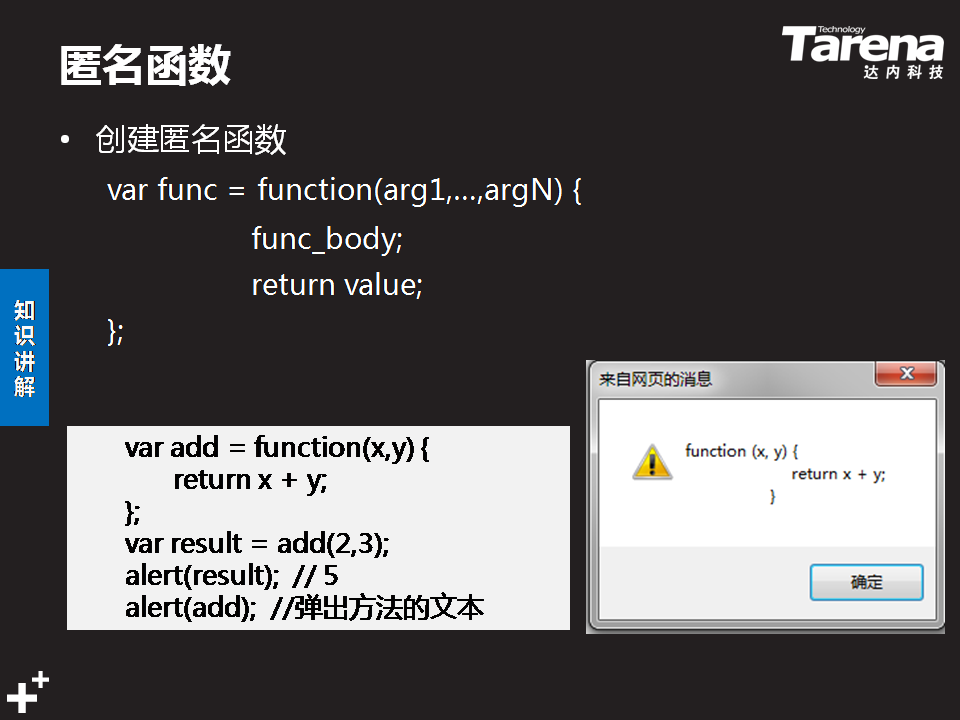 匿名函数
Technology
Tarena
达内科技
• 创建匿名函数
var func = function(arg1,...,argN) {
func_body;
return value;
};
知识讲解
var add = function(x,y) {
return x + y;
};
var result = add(2,3);
alert(result); // 5
alert(add); //弹出方法的文本
来自网页的消息
function (x, y) {
return x + y;
}
确定